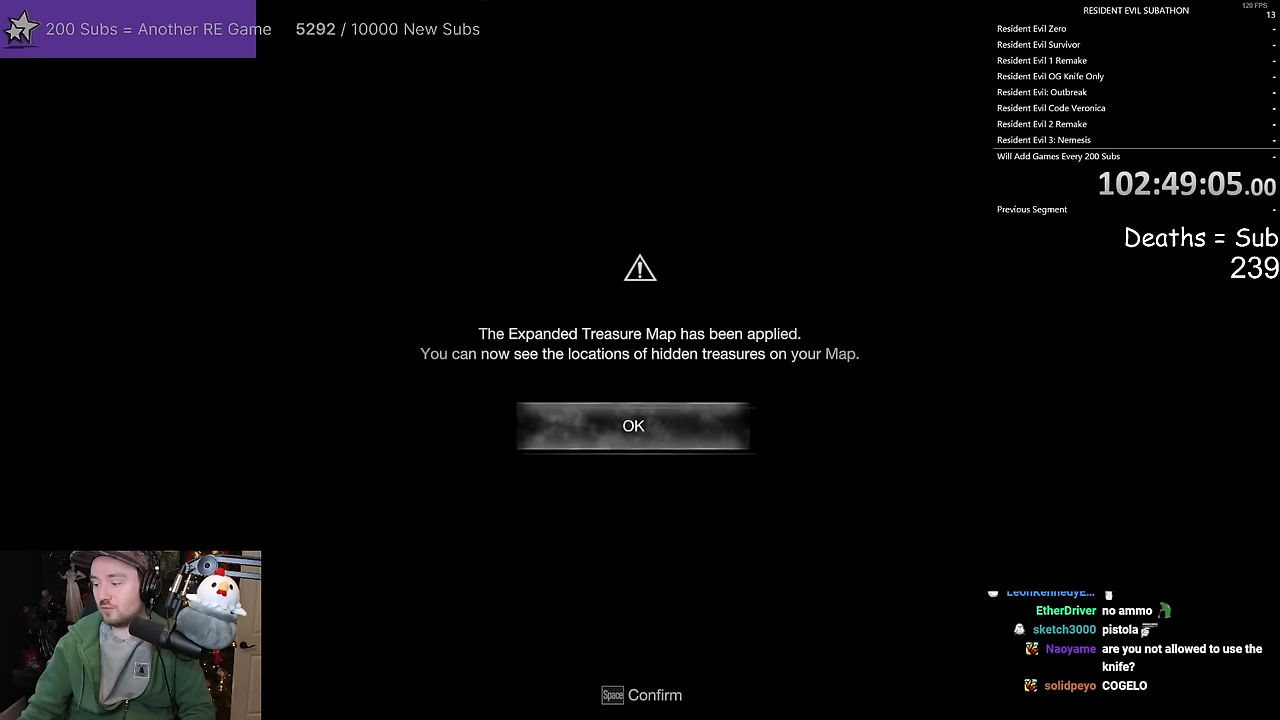 200 Subs = Another RE Game
5292 / 10000 New Subs
120 FPS
RESIDENT EVIL SUBATHON
13
Resident Evil Zero -
Resident Evil Survivor -
Resident Evil 1 Remake -
Resident Evil OG Knife Only -
Resident Evil: Outbreak -
Resident Evil Code Veronica -
Resident Evil 2 Remake -
Resident Evil 3: Nemesis -
Will Add Games Every 200 Subs -
102:49:05.00
Previous Segment -
Deaths = Sub
239
The Expanded Treasure Map has been applied.
You can now see the locations of hidden treasures on your Map.
OK
Space Confirm
LeonKennedyE...
EtherDriver no ammo
sketch3000 pistola
Naoyame are you not allowed to use the
knife?
solidpeyo COGELO